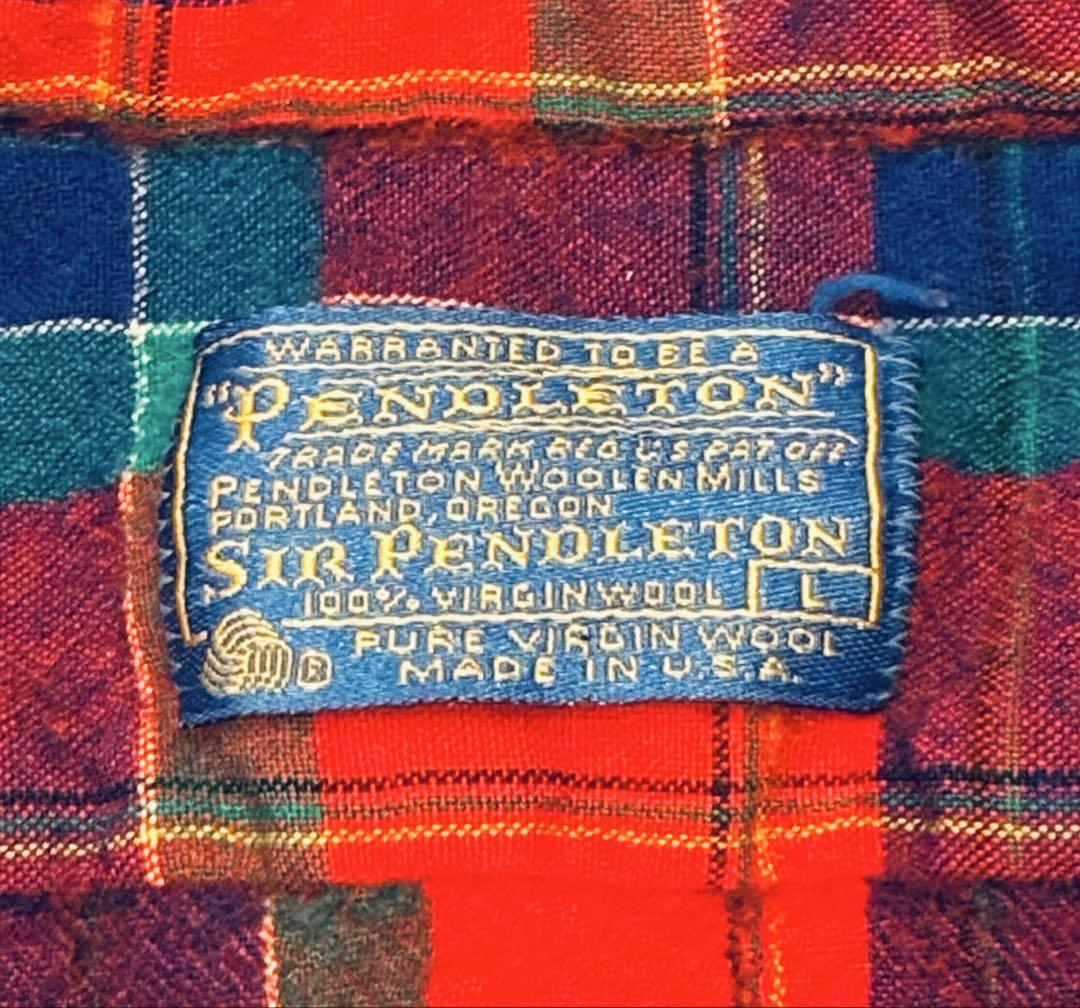 WARRANTED TO BE A
"PENDLETON"
TRADE MARK REG U.S. PAT OFF.
PENDLETON WOOLEN MILLS
PORTLAND, OREGON
SIR PENDLETON
100% VIRGIN WOOL L
PURE VIRGIN WOOL
® MADE IN U.S.A.